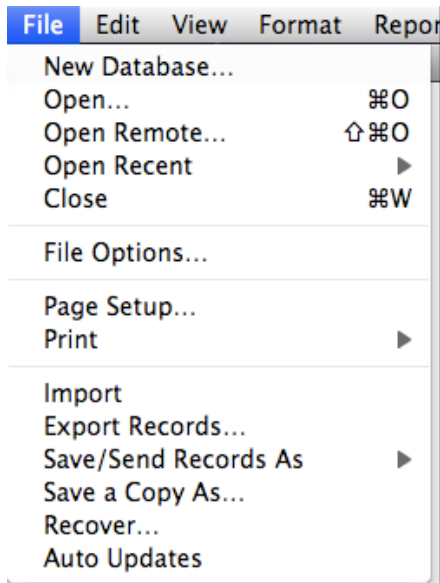 File Edit View Format Repor
New Database...
Open... ⌘O
Open Remote... ⇧⌘O
Open Recent ▶
Close ⌘W
File Options...
Page Setup...
Print ▶
Import
Export Records...
Save/Send Records As ▶
Save a Copy As...
Recover...
Auto Updates